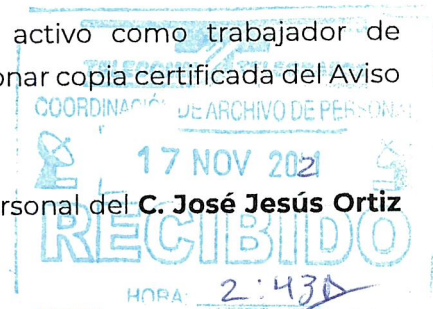 activo como trabajador de
onar copia certificada del Aviso
COORDINACIÓN DE ARCHIVO DE PERSONAL
17 NOV 202
rsonal del C. José Jesús Ortiz
RECIBIDO
HORA: 2:43